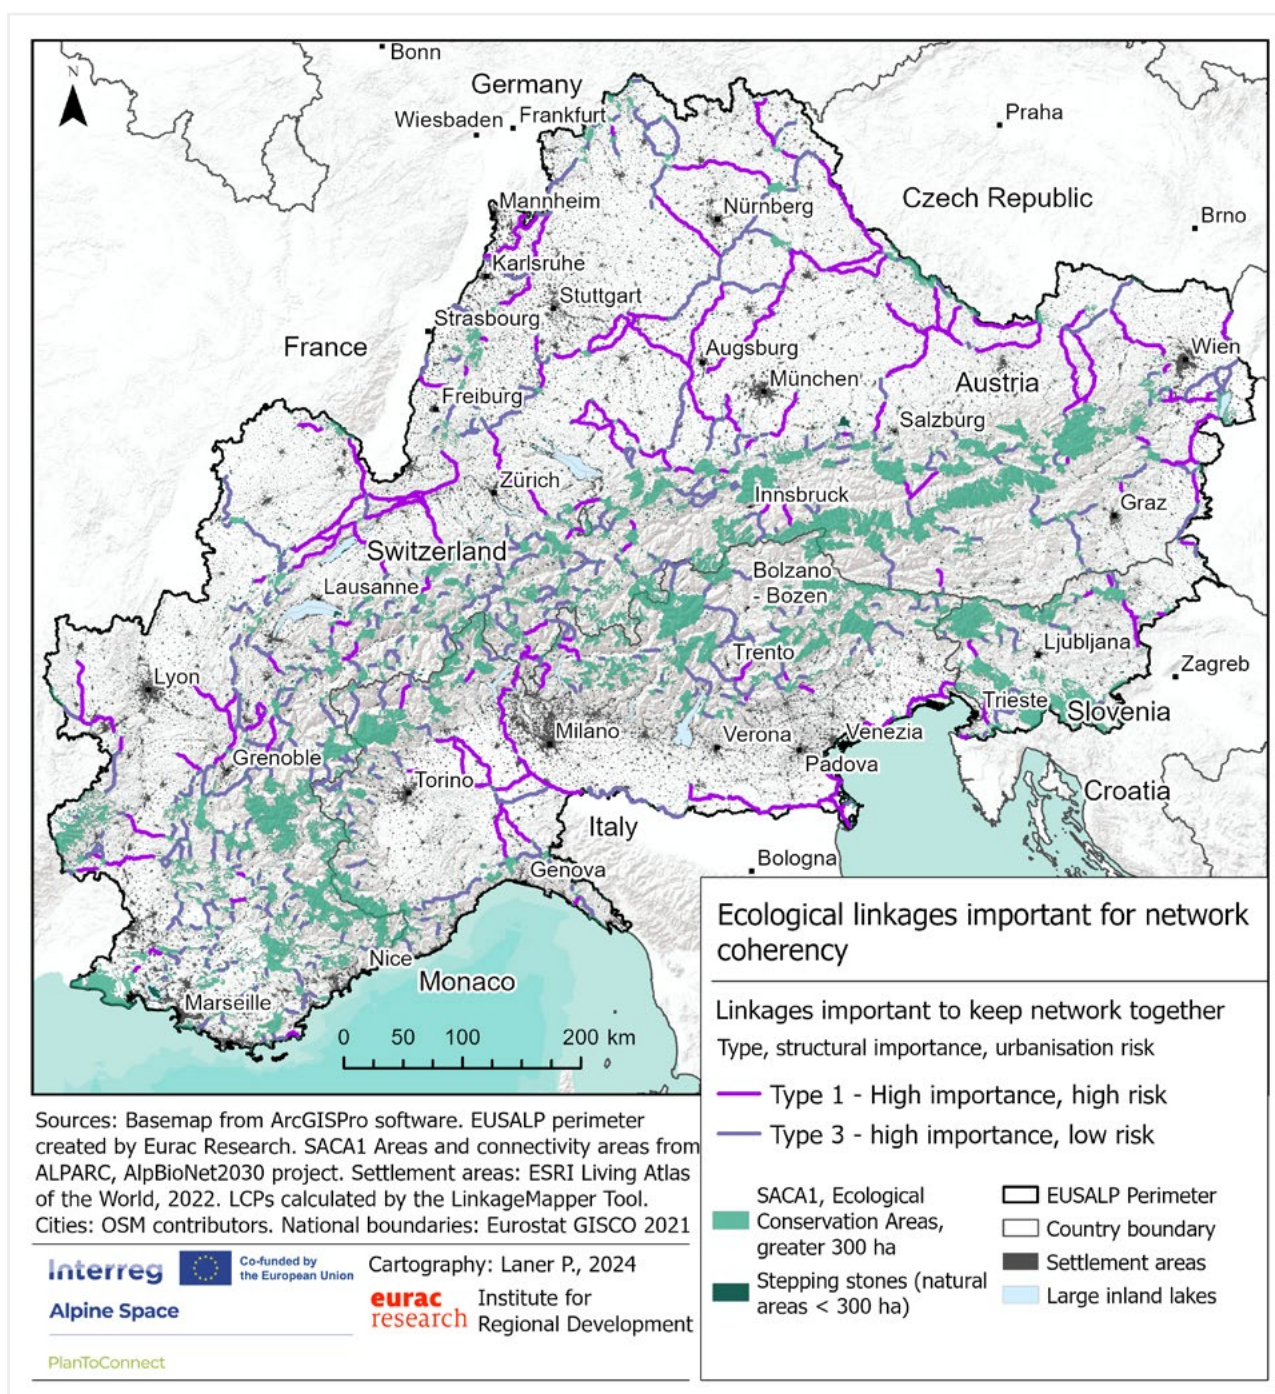 N
Bonn
Germany
Wiesbaden
Frankfurt
Praha
Mannheim
Nürnberg
Czech Republic
Brno
Karlsruhe
Stuttgart
Strasbourg
France
Augsburg
München
Wien
Freiburg
Austria
Salzburg
Zürich
Innsbruck
Graz
Switzerland
Lausanne
Bolzano
- Bozen
Ljubljana
Trento
Zagreb
Lyon
Trieste
Slovenia
Milano
Verona
Venezia
Grenoble
Padova
Torino
Croatia
Italy
Bologna
Genova
Nice
Monaco
Marseille
0 50 100 200 km
Ecological linkages important for network
coherency
Linkages important to keep network together
Type, structural importance, urbanisation risk
Type 1 - High importance, high risk
Type 3 - high importance, low risk
SACA1, Ecological
Conservation Areas,
greater 300 ha
Stepping stones (natural
areas < 300 ha)
EUSALP Perimeter
Country boundary
Settlement areas
Large inland lakes
Sources: Basemap from ArcGISPro software. EUSALP perimeter
created by Eurac Research. SACA1 Areas and connectivity areas from
ALPARC, AlpBioNet2030 project. Settlement areas: ESRI Living Atlas
of the World, 2022. LCPs calculated by the LinkageMapper Tool.
Cities: OSM contributors. National boundaries: Eurostat GISCO 2021
Interreg
Co-funded by
the European Union
Alpine Space
PlanToConnect
Cartography: Laner P., 2024
eurac
research
Institute for
Regional Development